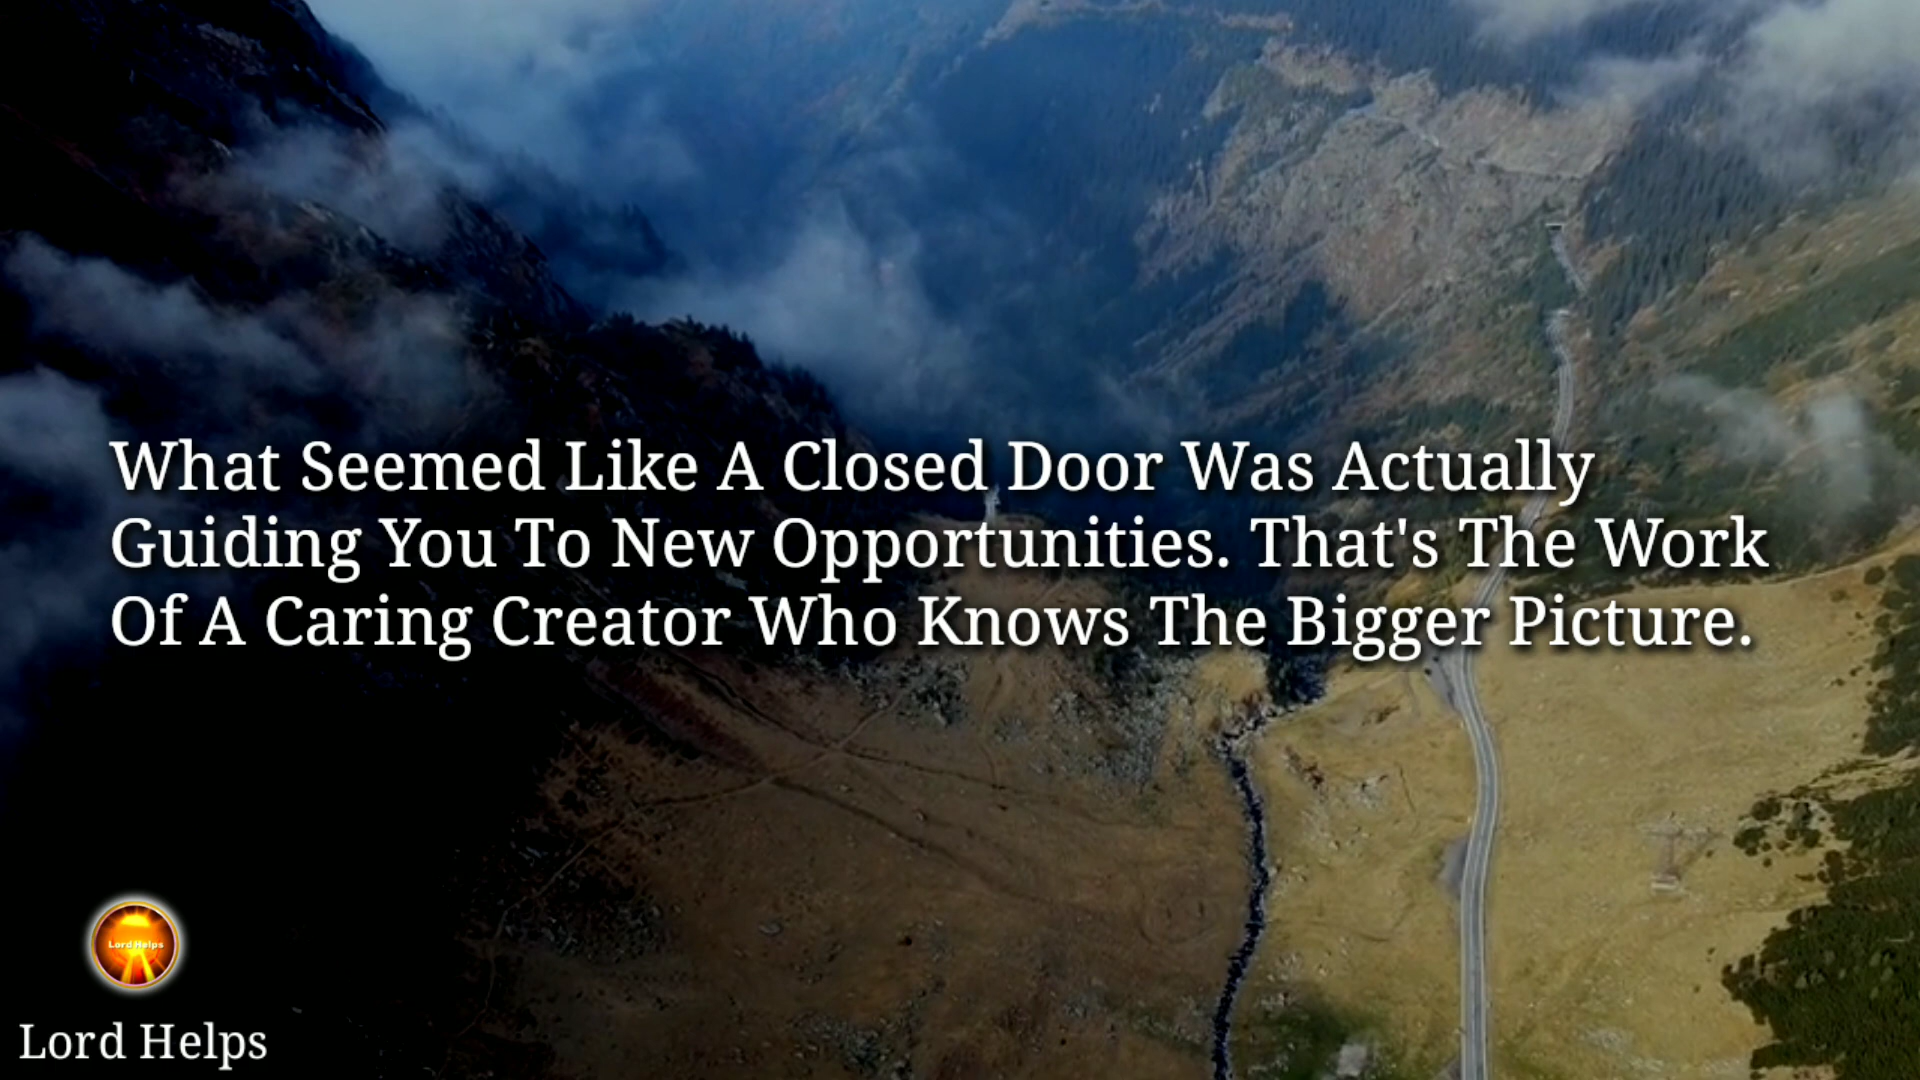 What Seemed Like A Closed Door Was Actually
Guiding You To New Opportunities. That's The Work
Of A Caring Creator Who Knows The Bigger Picture.
Lord Helps
Lord Helps